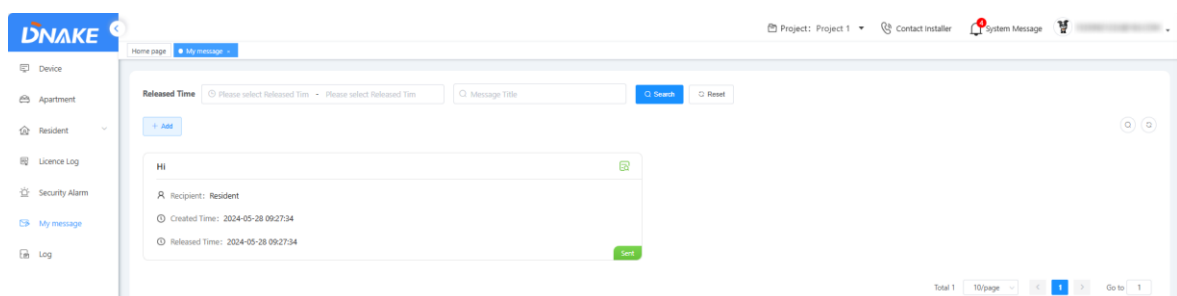 DNAKE
Project: Project 1
Contact Installer
4
System Message
Home page
My message
Device
Apartment
Resident
Licence Log
Security Alarm
My message
Log
Released Time
Please select Released Tim - Please select Released Tim
Message Title
Search
Reset
+ Add
Hi
Recipient: Resident
Created Time: 2024-05-28 09:27:34
Released Time: 2024-05-28 09:27:34
Sent
Total 1
10/page
1
Go to 1